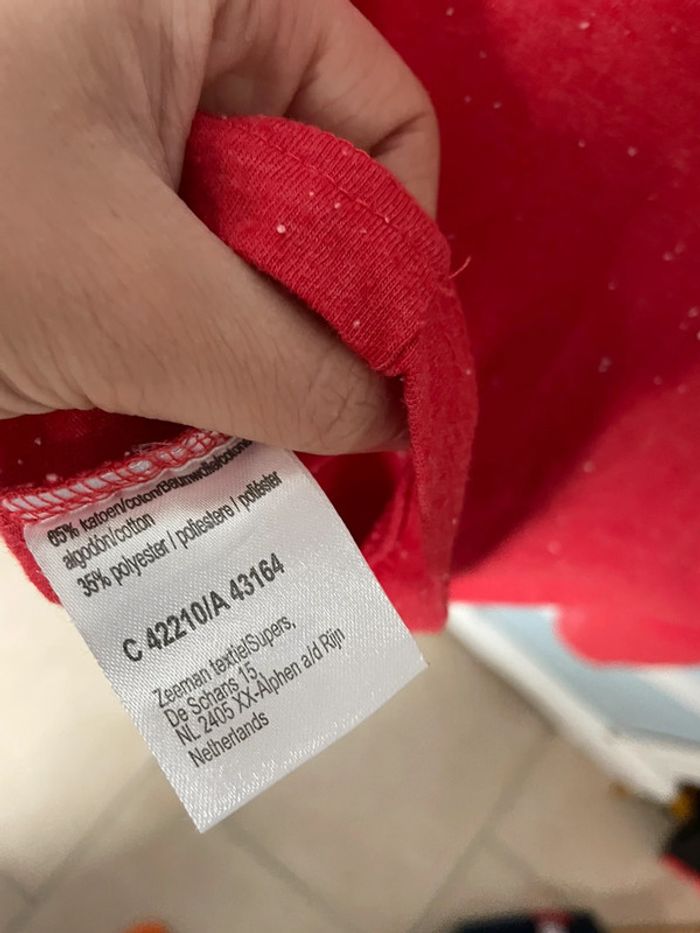 65% katoen/coton/Baumwolle/cotone
algodón/cotton
35% polyester / poliestere / poliéster
C 42210/A 43164
Zeeman textielSupers,
De Schans 15,
NL 2405 XX-Alphen a/d Rijn
Netherlands